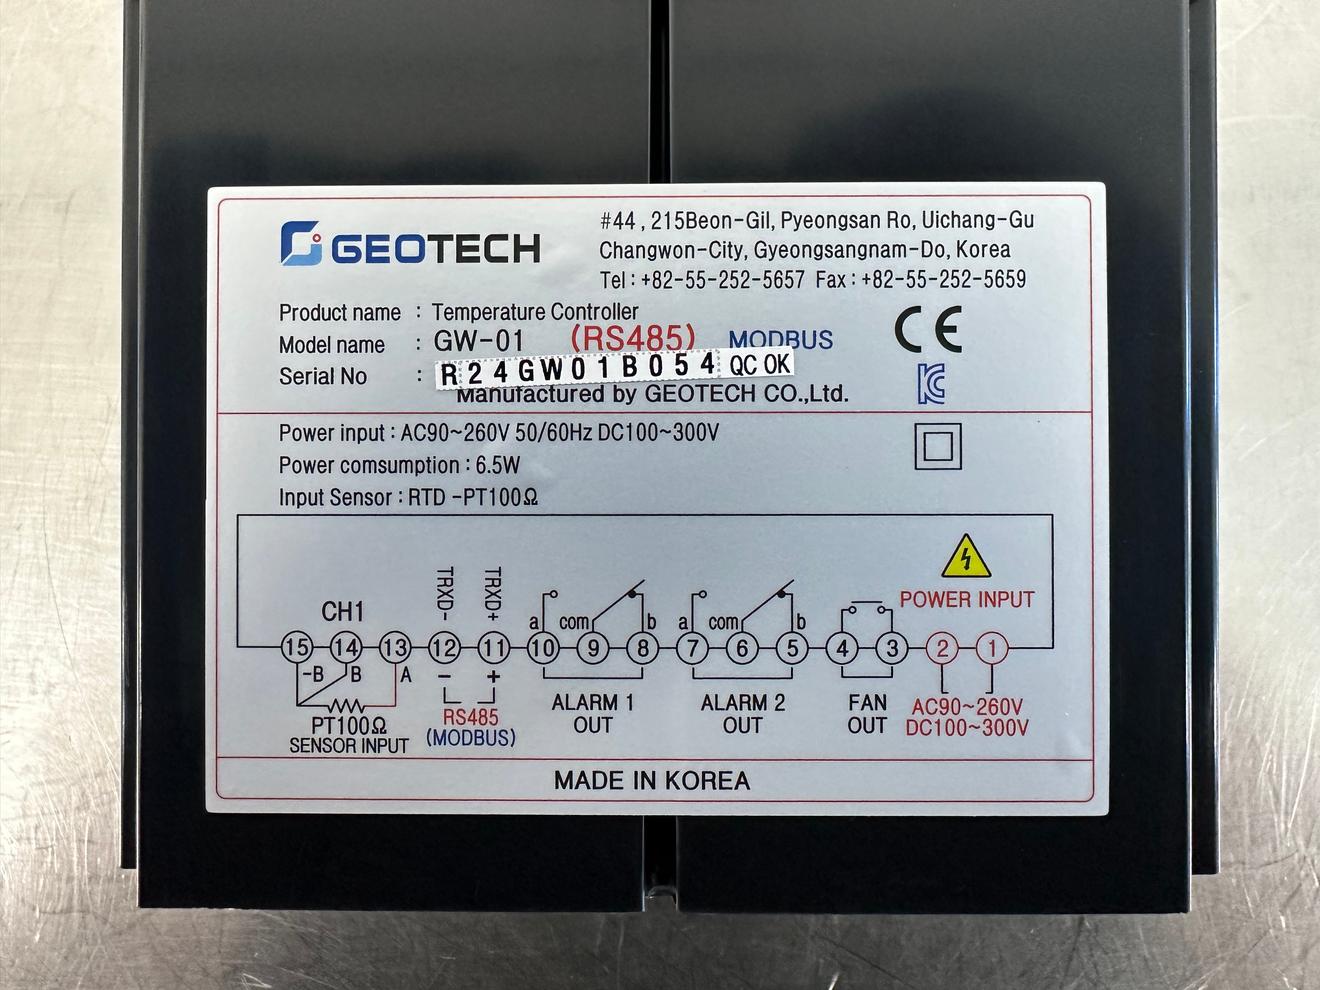 GEOTECH
#44 , 215Beon-Gil, Pyeongsan Ro, Uichang-Gu
Changwon-City, Gyeongsangnam-Do, Korea
Tel : +82-55-252-5657 Fax : +82-55-252-5659
Product name : Temperature Controller
Model name : GW-01 (RS485) MODBUS
Serial No : R24GW01B054 QC OK
Manufactured by GEOTECH CO.,Ltd.
CE
KC
Power input : AC90~260V 50/60Hz DC100~300V
Power comsumption : 6.5W
Input Sensor : RTD -PT100Ω
TRXD- TRXD+
POWER INPUT
CH1
a com b a com b
15 14 13 12 11 10 9 8 7 6 5 4 3 2 1
-B B A - +
PT100Ω
SENSOR INPUT
RS485
(MODBUS)
ALARM 1
OUT
ALARM 2
OUT
FAN
OUT
AC90~260V
DC100~300V
MADE IN KOREA